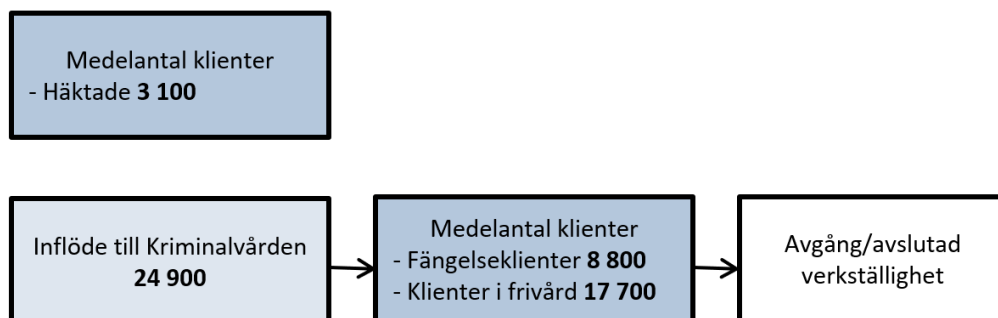 Medelantal klienter
- Häktade 3 100
Inflöde till Kriminalvården
24 900
Medelantal klienter
- Fängelseklienter 8 800
- Klienter i frivård 17 700
Avgång/avslutad
verkställighet